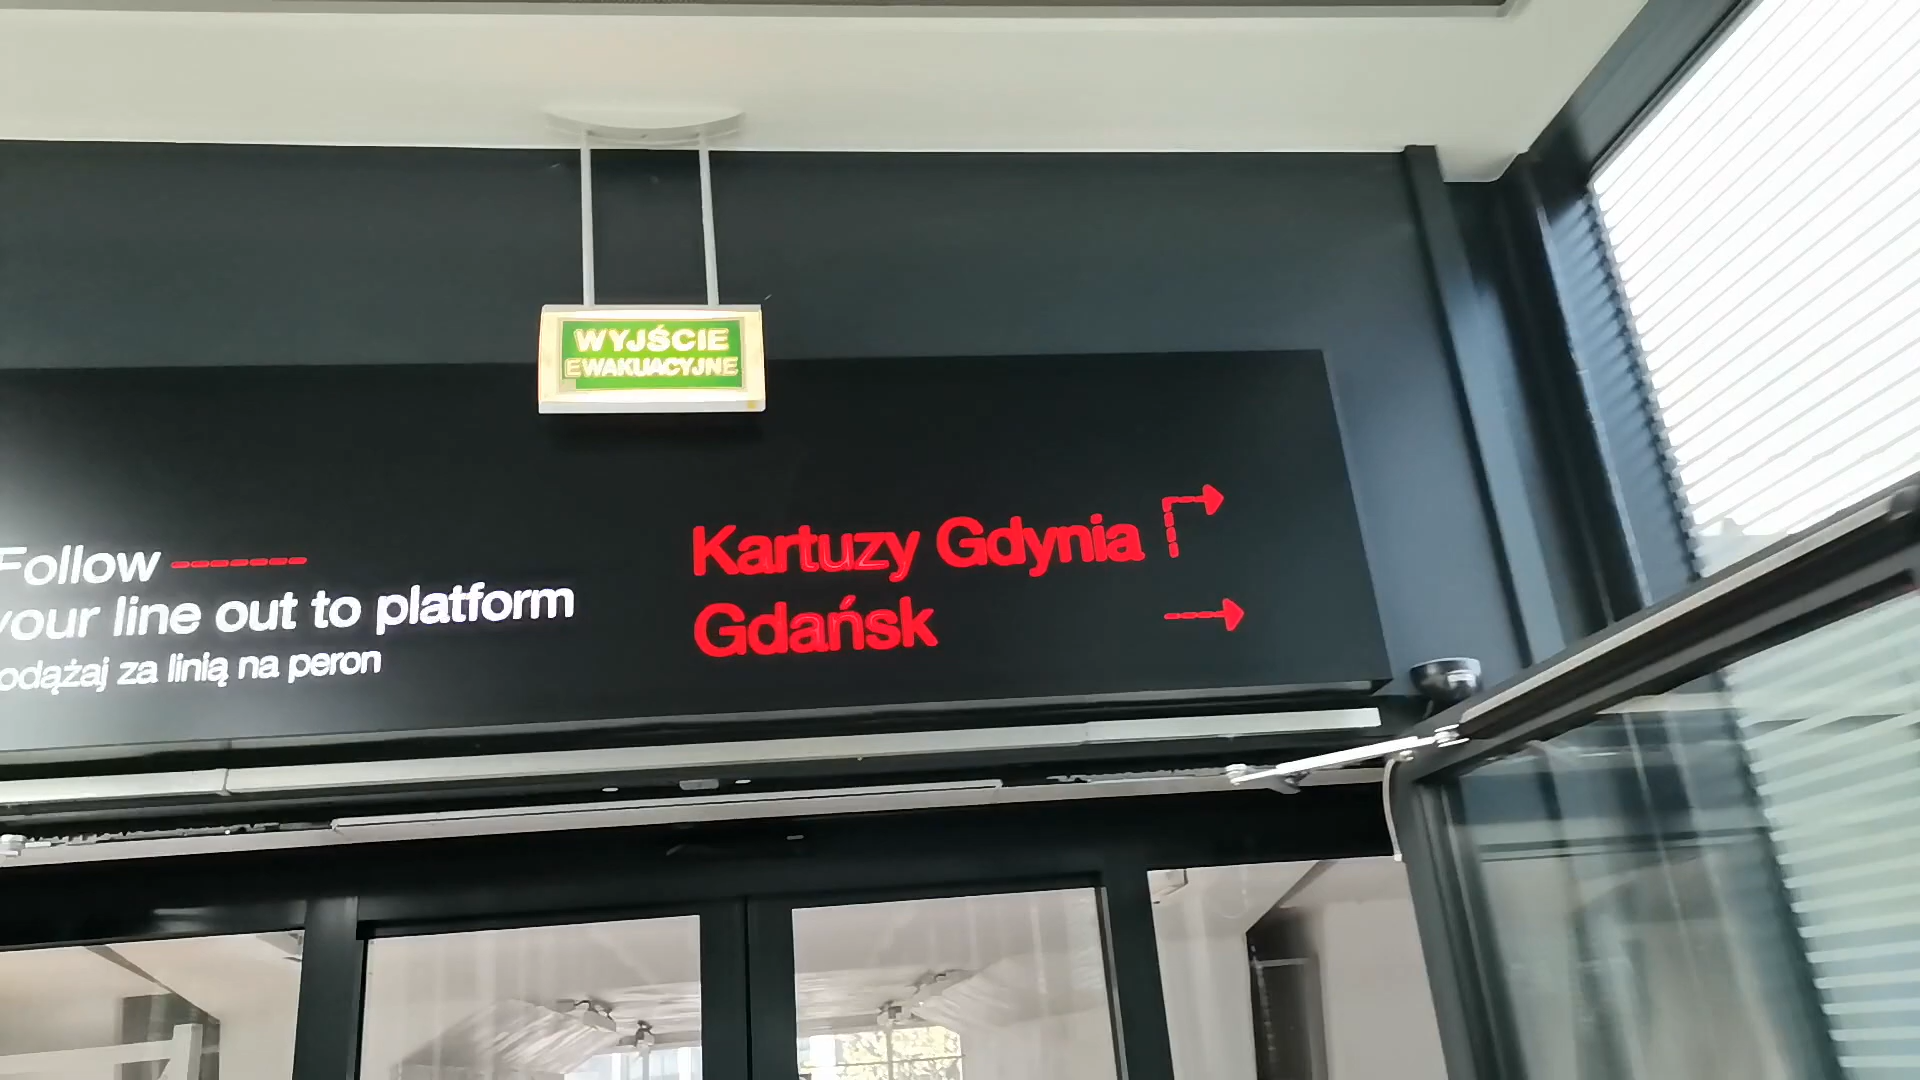 WYJŚCIE
EWAKUACYJNE
Follow
your line out to platform
odążaj za linią na peron
Kartuzy Gdynia
Gdańsk